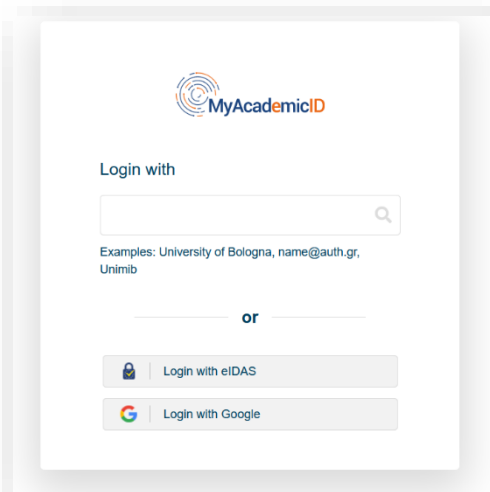 MyAcademicID
Login with
Examples: University of Bologna, name@auth.gr,
Unimib
or
Login with eIDAS
Login with Google